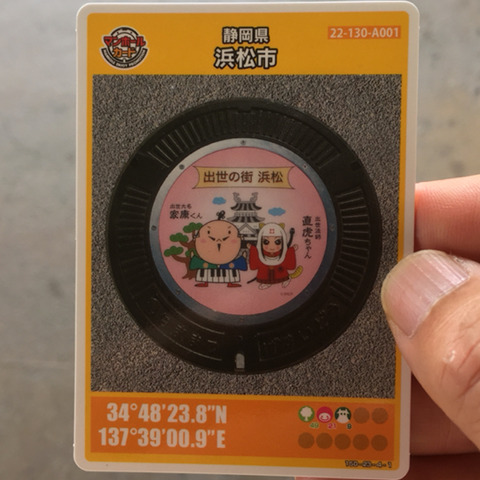 マンホール
カード
静岡県
浜松市
22-130-A001
出世の街 浜松
出世大名
家康くん
出世法師
直虎ちゃん
34°48'23.8"N
137°39'00.9"E